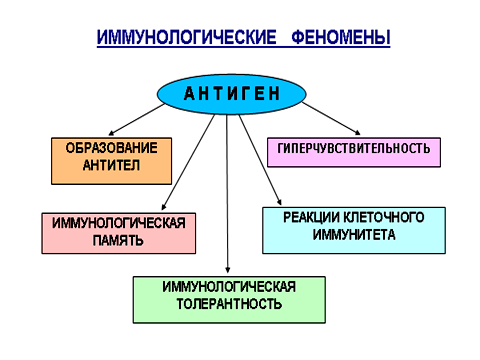 ИММУНОЛОГИЧЕСКИЕ ФЕНОМЕНЫ
АНТИГЕН
ОБРАЗОВАНИЕ
АНТИТЕЛ
ГИПЕРЧУВСТВИТЕЛЬНОСТЬ
ИММУНОЛОГИЧЕСКАЯ
ПАМЯТЬ
РЕАКЦИИ КЛЕТОЧНОГО
ИММУНИТЕТА
ИММУНОЛОГИЧЕСКАЯ
ТОЛЕРАНТНОСТЬ